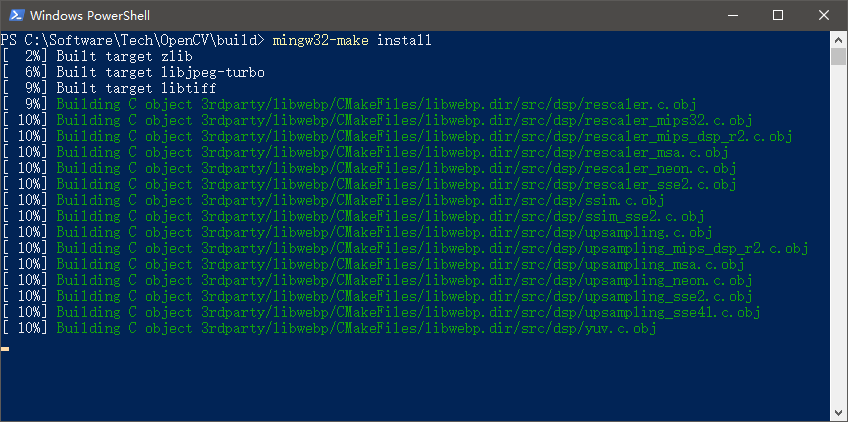 Windows PowerShell
PS C:\Software\Tech\OpenCV\build> mingw32-make install
[  2%] Built target zlib
[  6%] Built target libjpeg-turbo
[  9%] Built target libtiff
[  9%] Building C object 3rdparty/libwebp/CMakeFiles/libwebp.dir/src/dsp/rescaler.c.obj
[ 10%] Building C object 3rdparty/libwebp/CMakeFiles/libwebp.dir/src/dsp/rescaler_mips32.c.obj
[ 10%] Building C object 3rdparty/libwebp/CMakeFiles/libwebp.dir/src/dsp/rescaler_mips_dsp_r2.c.obj
[ 10%] Building C object 3rdparty/libwebp/CMakeFiles/libwebp.dir/src/dsp/rescaler_msa.c.obj
[ 10%] Building C object 3rdparty/libwebp/CMakeFiles/libwebp.dir/src/dsp/rescaler_neon.c.obj
[ 10%] Building C object 3rdparty/libwebp/CMakeFiles/libwebp.dir/src/dsp/rescaler_sse2.c.obj
[ 10%] Building C object 3rdparty/libwebp/CMakeFiles/libwebp.dir/src/dsp/ssim.c.obj
[ 10%] Building C object 3rdparty/libwebp/CMakeFiles/libwebp.dir/src/dsp/ssim_sse2.c.obj
[ 10%] Building C object 3rdparty/libwebp/CMakeFiles/libwebp.dir/src/dsp/upsampling.c.obj
[ 10%] Building C object 3rdparty/libwebp/CMakeFiles/libwebp.dir/src/dsp/upsampling_mips_dsp_r2.c.obj
[ 10%] Building C object 3rdparty/libwebp/CMakeFiles/libwebp.dir/src/dsp/upsampling_msa.c.obj
[ 10%] Building C object 3rdparty/libwebp/CMakeFiles/libwebp.dir/src/dsp/upsampling_neon.c.obj
[ 10%] Building C object 3rdparty/libwebp/CMakeFiles/libwebp.dir/src/dsp/upsampling_sse2.c.obj
[ 10%] Building C object 3rdparty/libwebp/CMakeFiles/libwebp.dir/src/dsp/upsampling_sse41.c.obj
[ 10%] Building C object 3rdparty/libwebp/CMakeFiles/libwebp.dir/src/dsp/yuv.c.obj